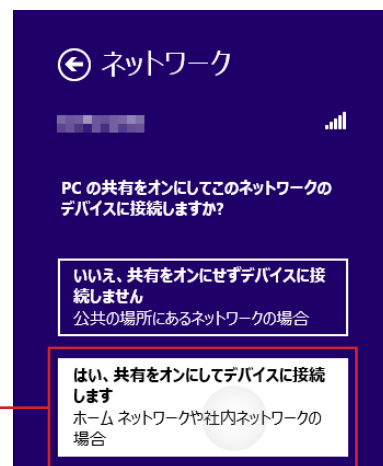 ネットワーク
PC の共有をオンにしてこのネットワークの
デバイスに接続しますか?
いいえ、共有をオンにせずデバイスに接
続しません
公共の場所にあるネットワークの場合
はい、共有をオンにしてデバイスに接続
します
ホーム ネットワークや社内ネットワークの
場合